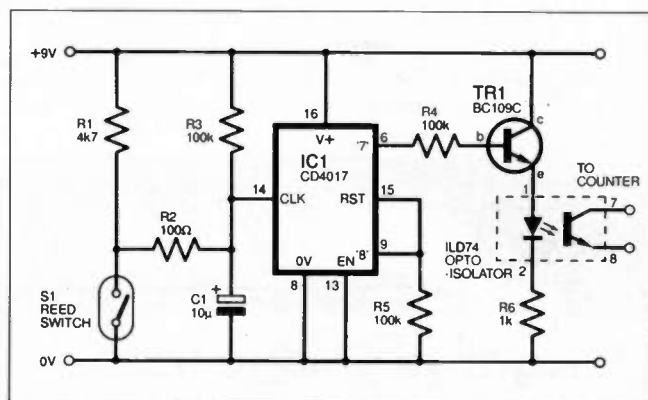 +9V
R1
4k7
R3
100k
16
V+
IC1
CD4017
14
CLK
RST
15
'7'
6
R4
100k
TR1
BC109C
b
c
e
R2
100Ω
'8'
9
0V
EN
8
13
1
TO
COUNTER
7
8
2
ILD74
OPTO
-ISOLATOR
S1
REED
SWITCH
+
C1
10µ
R5
100k
R6
1k
0V